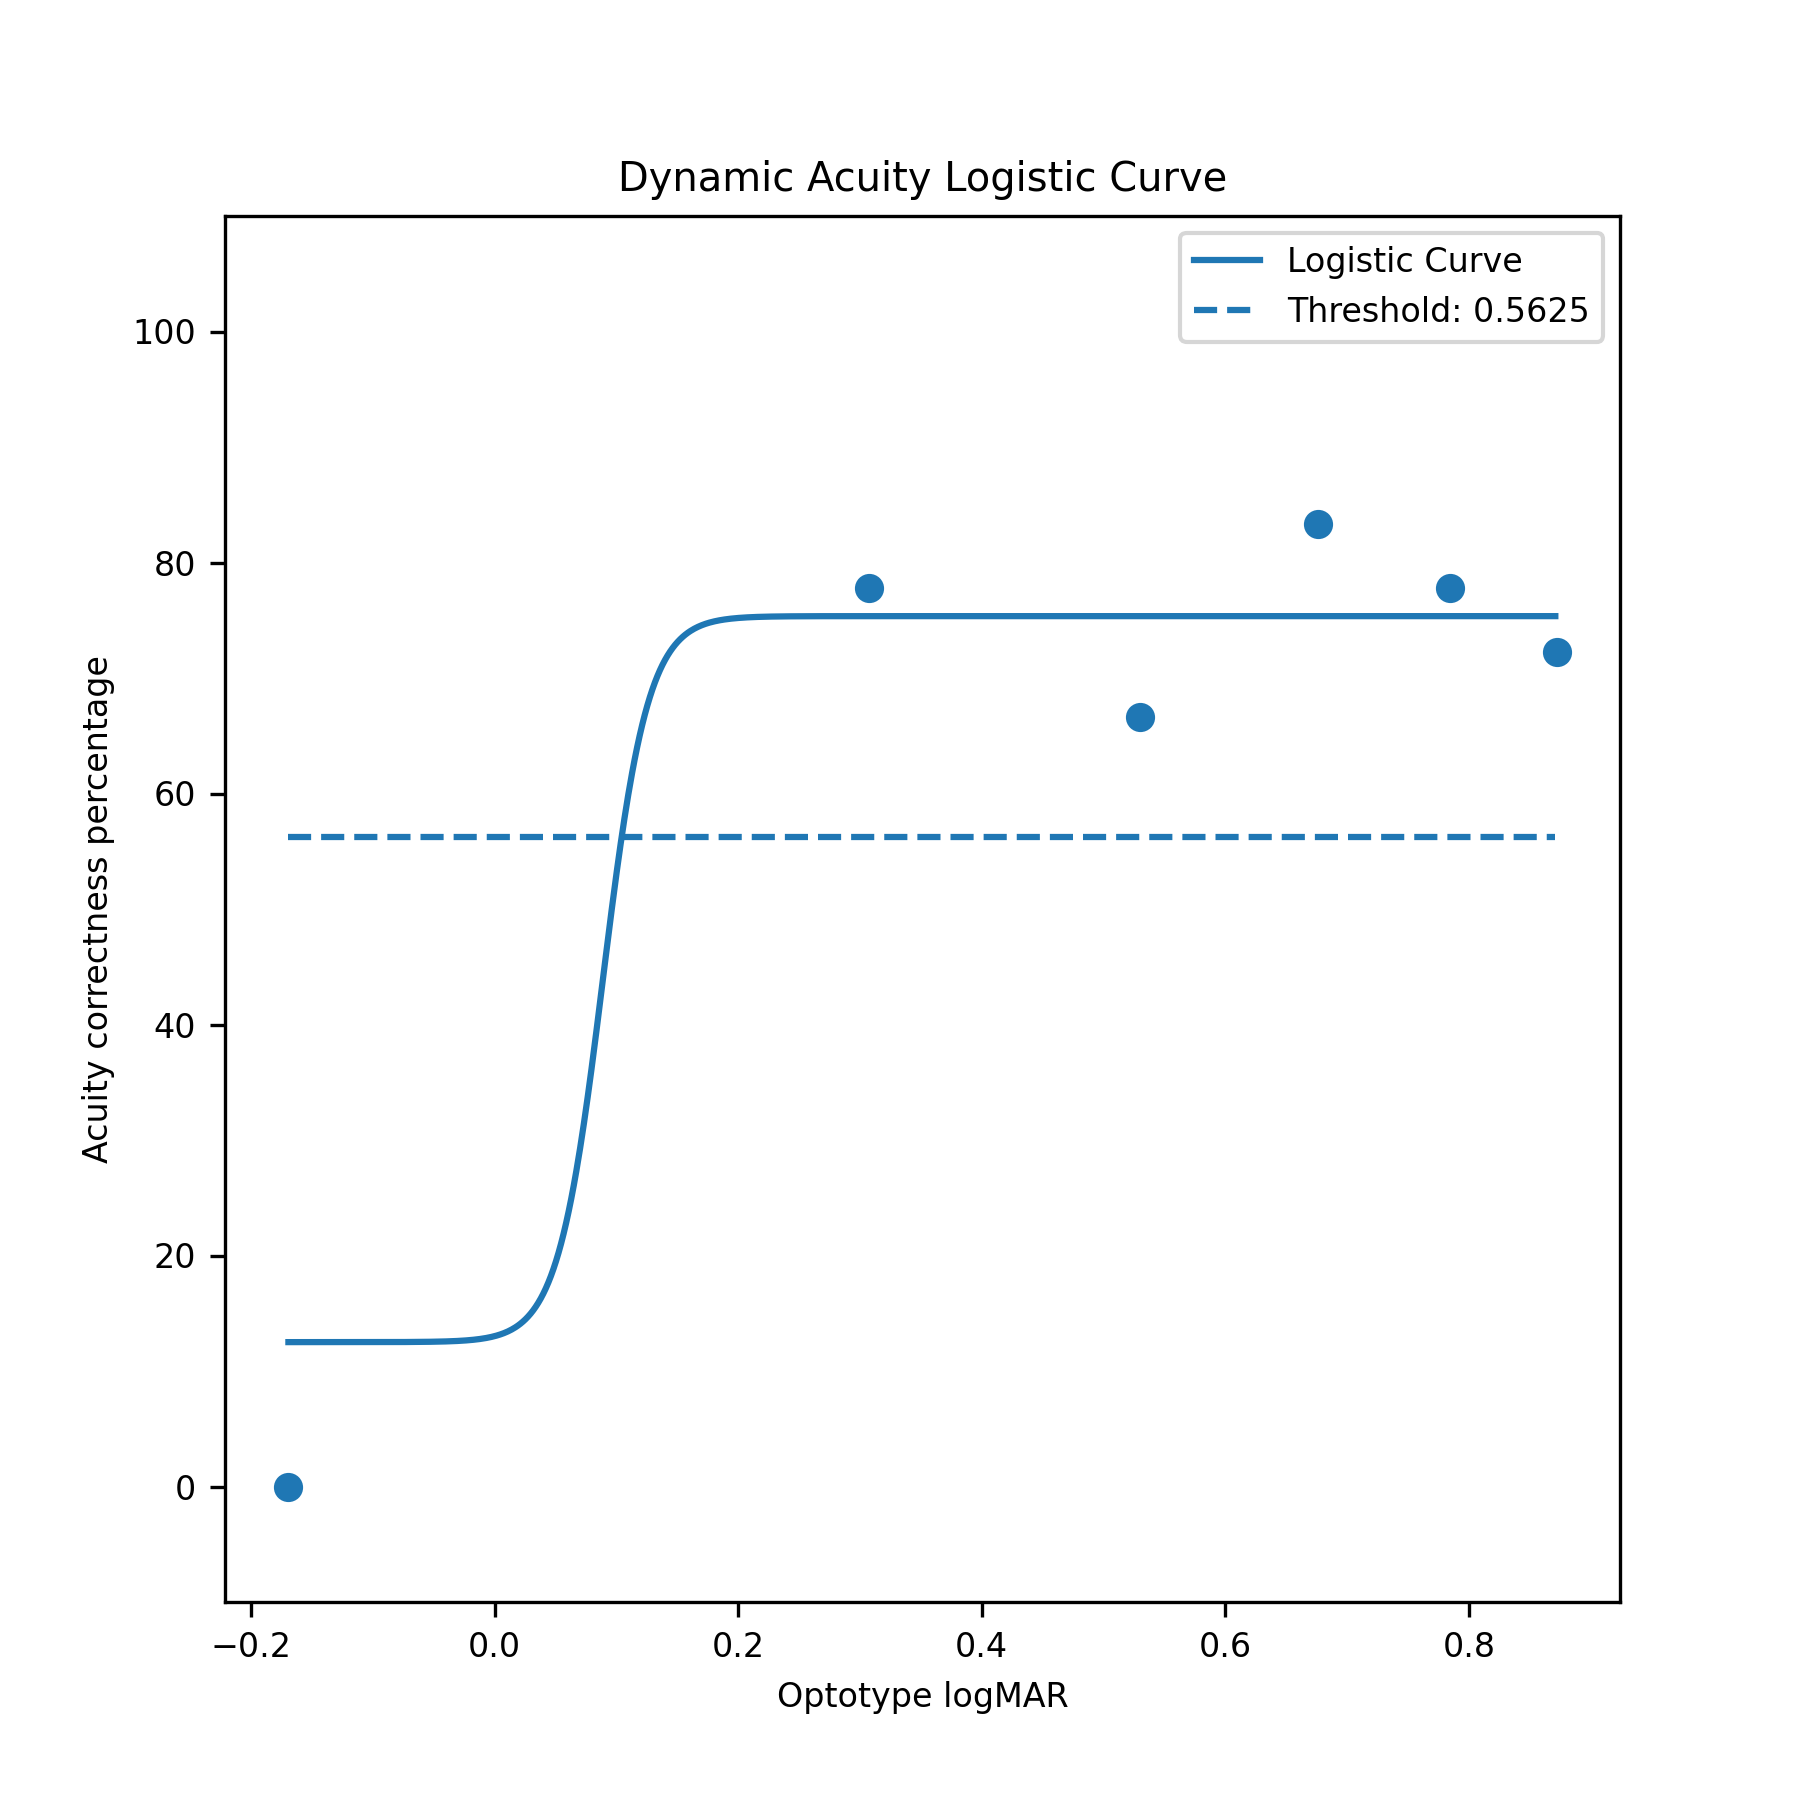 Dynamic Acuity Logistic Curve
Logistic Curve
Threshold: 0.5625
100
80
60
40
20
0
Acuity correctness percentage
−0.2 0.0 0.2 0.4 0.6 0.8
Optotype logMAR